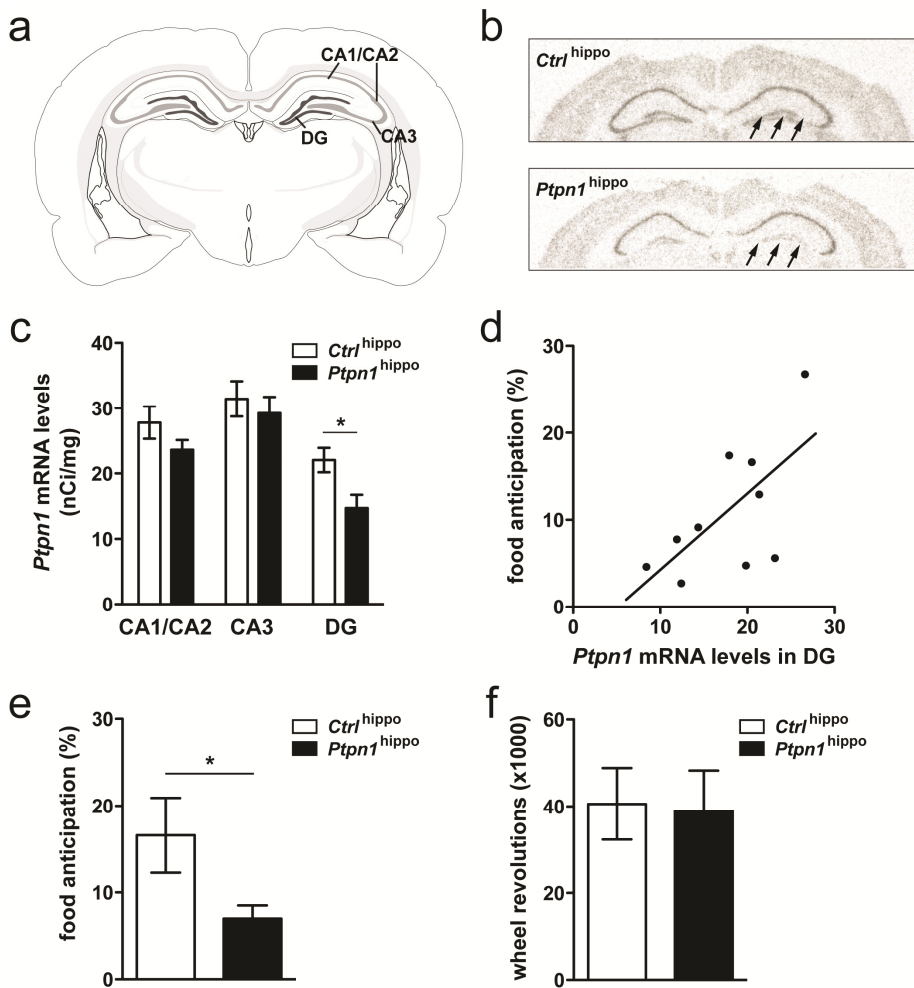 a
CA1/CA2
DG
CA3
b
Ctrl hippo
Ptpn1 hippo
c
Ptpn1 mRNA levels
(nCi/mg)
40
30
20
10
0
Ctrl hippo
Ptpn1 hippo
*
CA1/CA2 CA3 DG
d
food anticipation (%)
30
20
10
0
0 10 20 30
Ptpn1 mRNA levels in DG
e
food anticipation (%)
30
20
10
0
*
Ctrl hippo
Ptpn1 hippo
f
wheel revolutions (x1000)
60
40
20
0
Ctrl hippo
Ptpn1 hippo